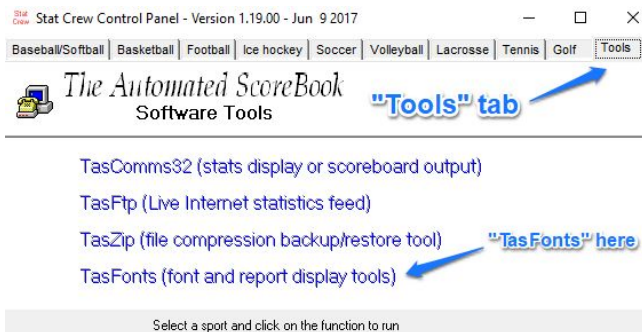 Stat Crew Stat Crew Control Panel - Version 1.19.00 - Jun 9 2017
Baseball/Softball Basketball Football Ice hockey Soccer Volleyball Lacrosse Tennis Golf Tools
The Automated ScoreBook
Software Tools
"Tools" tab
TasComms32 (stats display or scoreboard output)
TasFtp (Live Internet statistics feed)
TasZip (file compression backup/restore tool)
"TasFonts" here
TasFonts (font and report display tools)
Select a sport and click on the function to run